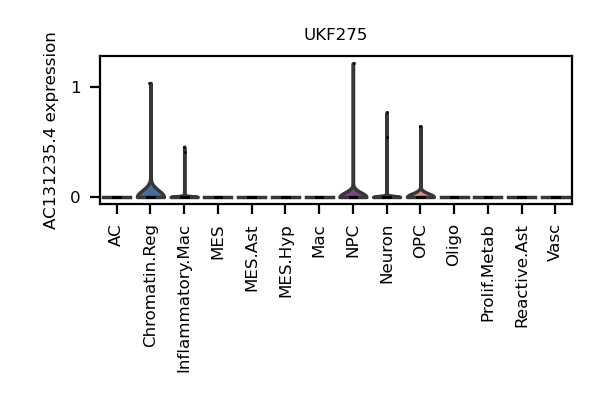 UKF275
AC131235.4 expression
1
0
AC
Chromatin.Reg
Inflammatory.Mac
MES
MES.Ast
MES.Hyp
Mac
NPC
Neuron
OPC
Oligo
Prolif.Metab
Reactive.Ast
Vasc